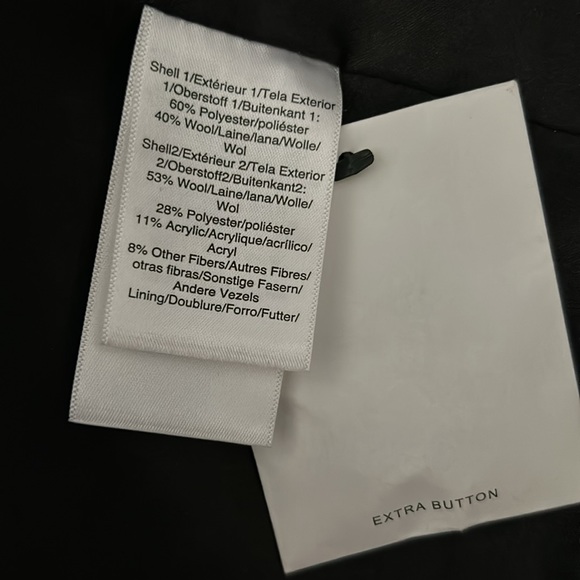 Shell 1/Extérieur 1/Tela Exterior
1/Oberstoff 1/Buitenkant 1:
60% Polyester/poliéster
40% Wool/Laine/lana/Wolle/
Wol
Shell2/Extérieur 2/Tela Exterior
2/Oberstoff2/Buitenkant2:
53% Wool/Laine/lana/Wolle/
Wol
28% Polyester/poliéster
11% Acrylic/Acrylique/acrílico/
Acryl
8% Other Fibers/Autres Fibres/
otras fibras/Sonstige Fasern/
Andere Vezels
Lining/Doublure/Forro/Futter/
EXTRA BUTTON